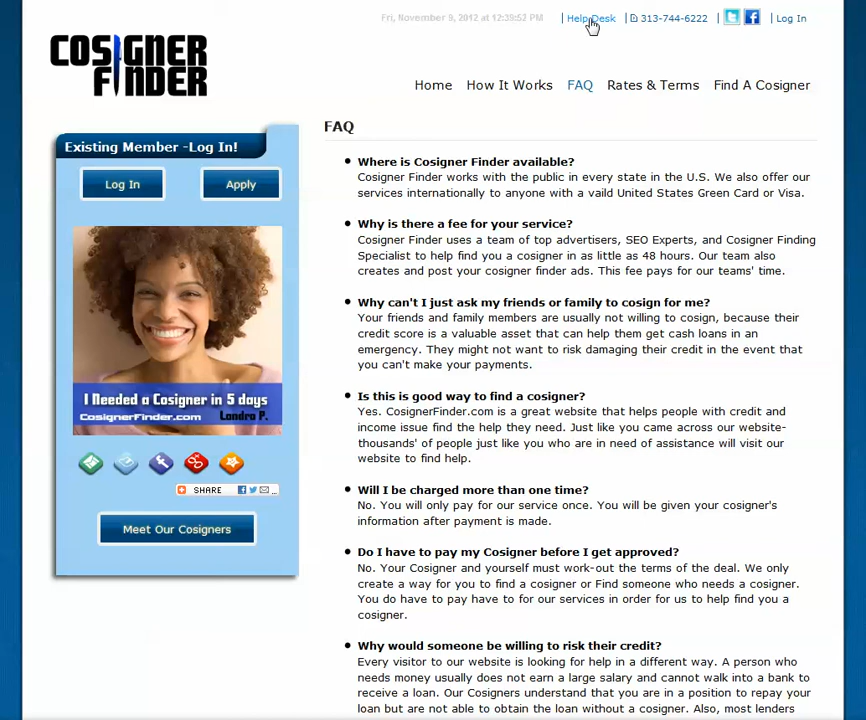 Fri, November 9, 2012 at 12:39:52 PM | Help Desk | 313-744-6222 | | Log In
COSIGNER
FINDER
Home How It Works FAQ Rates & Terms Find A Cosigner
Existing Member -Log In!
Log In Apply
I Needed a Cosigner in 5 days
CosignerFinder.com Landra P.
SHARE ...
Meet Our Cosigners
FAQ
Where is Cosigner Finder available?
Cosigner Finder works with the public in every state in the U.S. We also offer our
services internationally to anyone with a vaild United States Green Card or Visa.
Why is there a fee for your service?
Cosigner Finder uses a team of top advertisers, SEO Experts, and Cosigner Finding
Specialist to help find you a cosigner in as little as 48 hours. Our team also
creates and post your cosigner finder ads. This fee pays for our teams' time.
Why can't I just ask my friends or family to cosign for me?
Your friends and family members are usually not willing to cosign, because their
credit score is a valuable asset that can help them get cash loans in an
emergency. They might not want to risk damaging their credit in the event that
you can't make your payments.
Is this is good way to find a cosigner?
Yes. CosignerFinder.com is a great website that helps people with credit and
income issue find the help they need. Just like you came across our website-
thousands' of people just like you who are in need of assistance will visit our
website to find help.
Will I be charged more than one time?
No. You will only pay for our service once. You will be given your cosigner's
information after payment is made.
Do I have to pay my Cosigner before I get approved?
No. Your Cosigner and yourself must work-out the terms of the deal. We only
create a way for you to find a cosigner or Find someone who needs a cosigner.
You do have to pay have to for our services in order for us to help find you a
cosigner.
Why would someone be willing to risk their credit?
Every visitor to our website is looking for help in a different way. A person who
needs money usually does not earn a large salary and cannot walk into a bank to
receive a loan. Our Cosigners understand that you are in a position to repay your
loan but are not able to obtain the loan without a cosigner. Also, most lenders